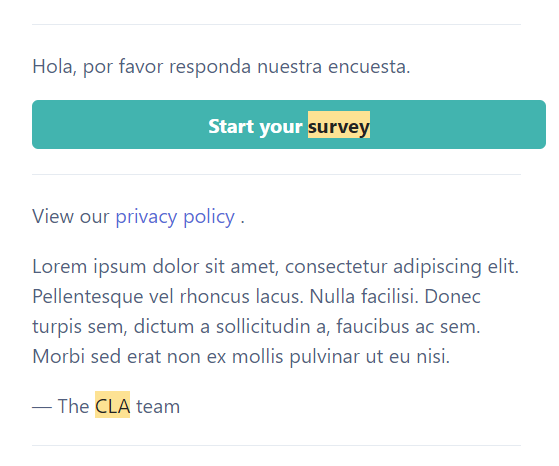 Hola, por favor responda nuestra encuesta.
Start your survey
View our privacy policy .
Lorem ipsum dolor sit amet, consectetur adipiscing elit.
Pellentesque vel rhoncus lacus. Nulla facilisi. Donec
turpis sem, dictum a sollicitudin a, faucibus ac sem.
Morbi sed erat non ex mollis pulvinar ut eu nisi.
— The CLA team